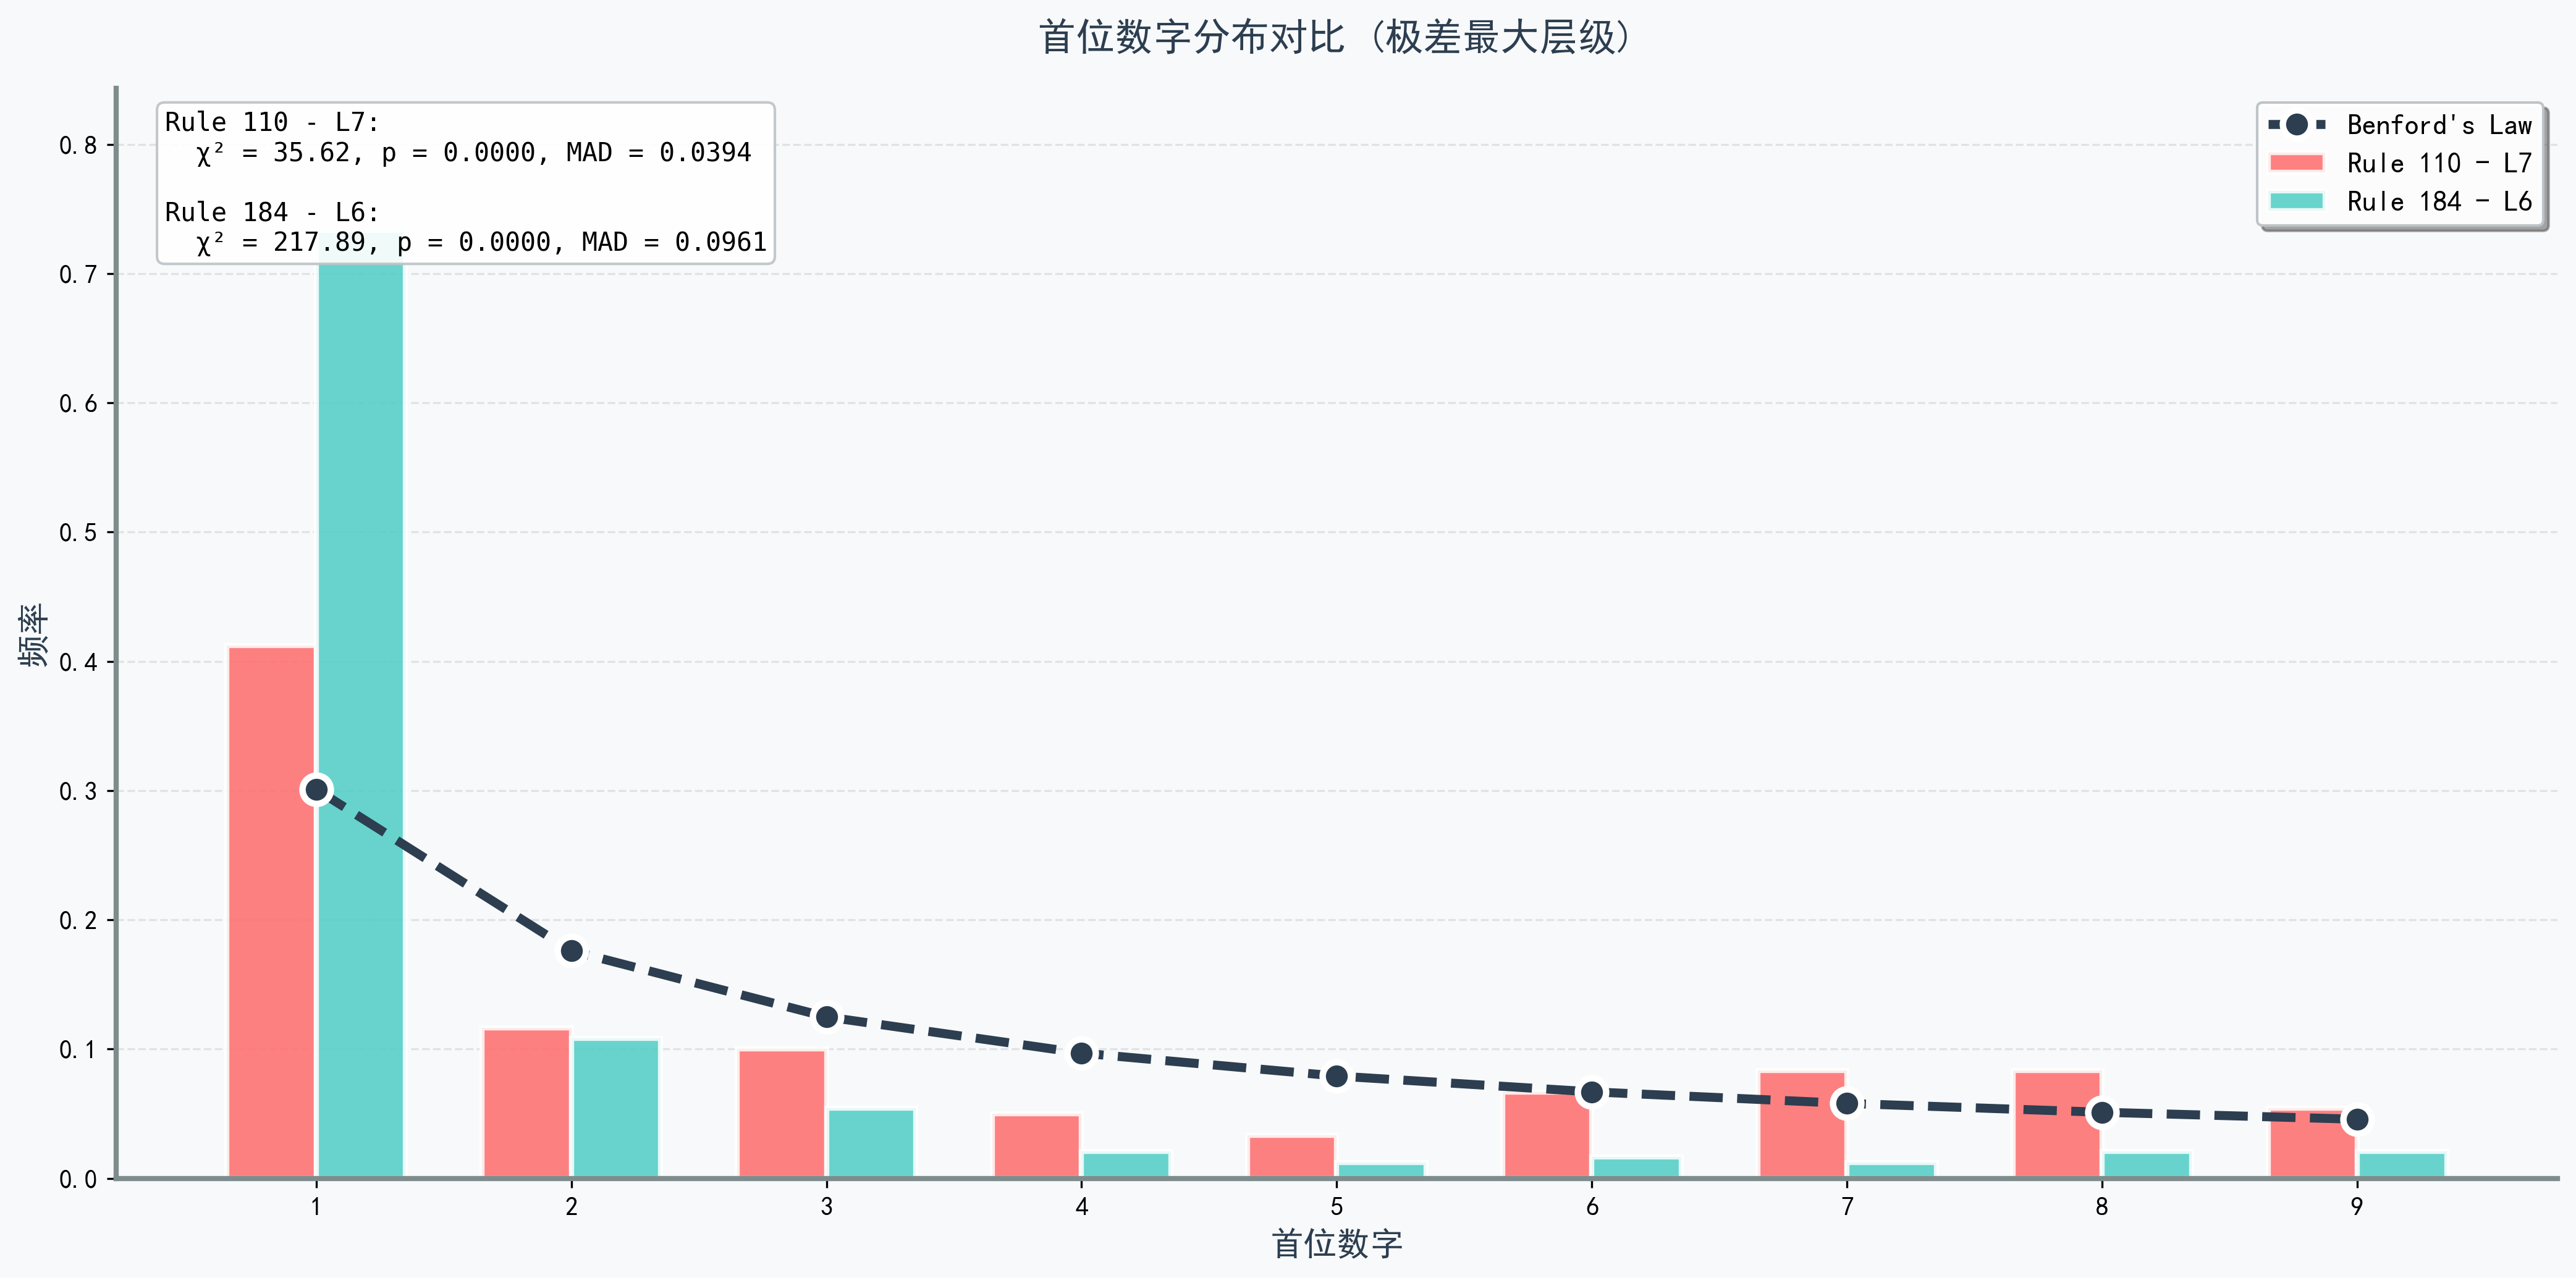 首位数字分布对比 (极差最大层级)
Rule 110 - L7:
χ² = 35.62, p = 0.0000, MAD = 0.0394
Rule 184 - L6:
χ² = 217.89, p = 0.0000, MAD = 0.0961
Benford's Law
Rule 110 - L7
Rule 184 - L6
频率
0.8
0.7
0.6
0.5
0.4
0.3
0.2
0.1
0.0
1 2 3 4 5 6 7 8 9
首位数字